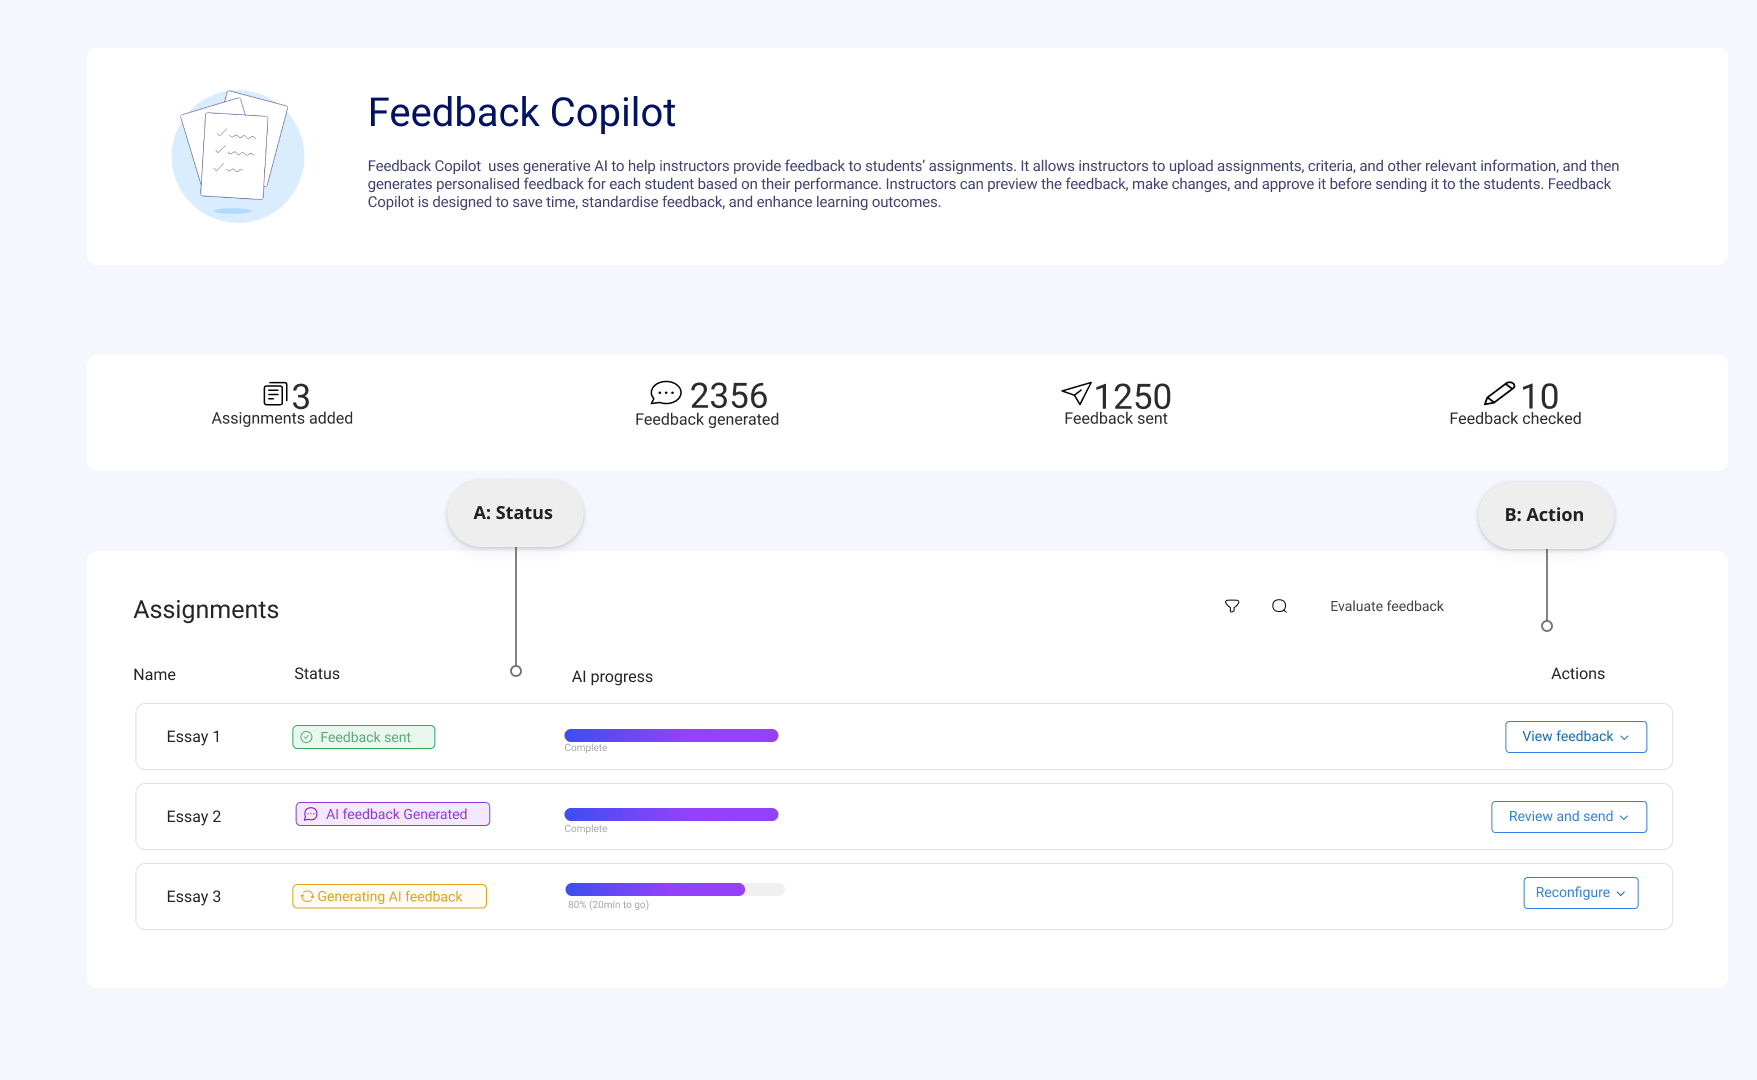 Feedback Copilot
Feedback Copilot uses generative AI to help instructors provide feedback to students’ assignments. It allows instructors to upload assignments, criteria, and other relevant information, and then
generates personalised feedback for each student based on their performance. Instructors can preview the feedback, make changes, and approve it before sending it to the students. Feedback
Copilot is designed to save time, standardise feedback, and enhance learning outcomes.
3
Assignments added
2356
Feedback generated
1250
Feedback sent
10
Feedback checked
A: Status
B: Action
Assignments
Evaluate feedback
Name
Status
AI progress
Actions
Essay 1
Feedback sent
Complete
View feedback
Essay 2
AI feedback Generated
Complete
Review and send
Essay 3
Generating AI feedback
80% (20min to go)
Reconfigure